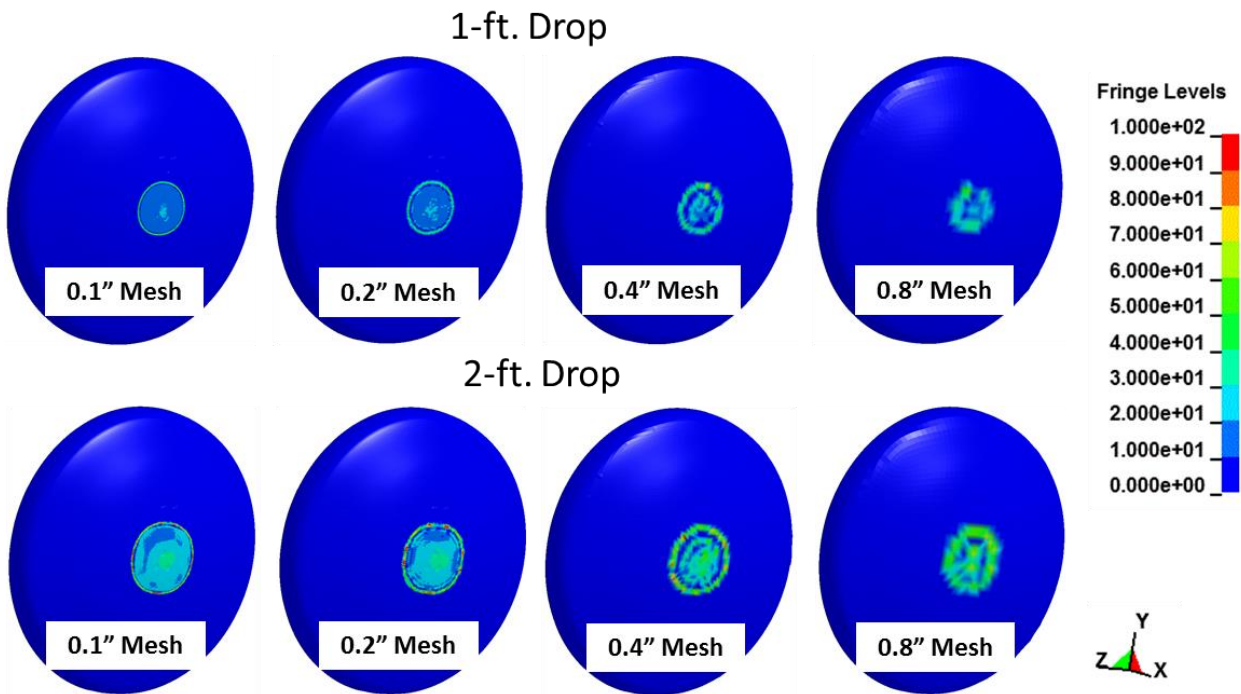 1-ft. Drop
0.1” Mesh
0.2” Mesh
0.4” Mesh
0.8” Mesh
2-ft. Drop
0.1” Mesh
0.2” Mesh
0.4” Mesh
0.8” Mesh
Fringe Levels
1.000e+02
9.000e+01
8.000e+01
7.000e+01
6.000e+01
5.000e+01
4.000e+01
3.000e+01
2.000e+01
1.000e+01
0.000e+00
Y
Z
X